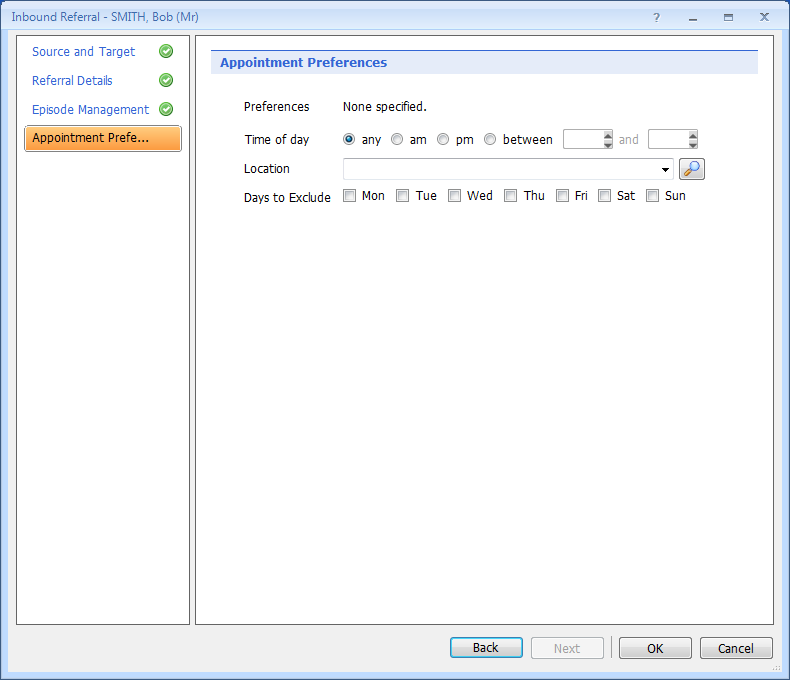 Inbound Referral - SMITH, Bob (Mr)
?
Source and Target
Referral Details
Episode Management
Appointment Prefe...
Appointment Preferences
Preferences None specified.
Time of day any am pm between and
Location
Days to Exclude Mon Tue Wed Thu Fri Sat Sun
Back Next OK Cancel